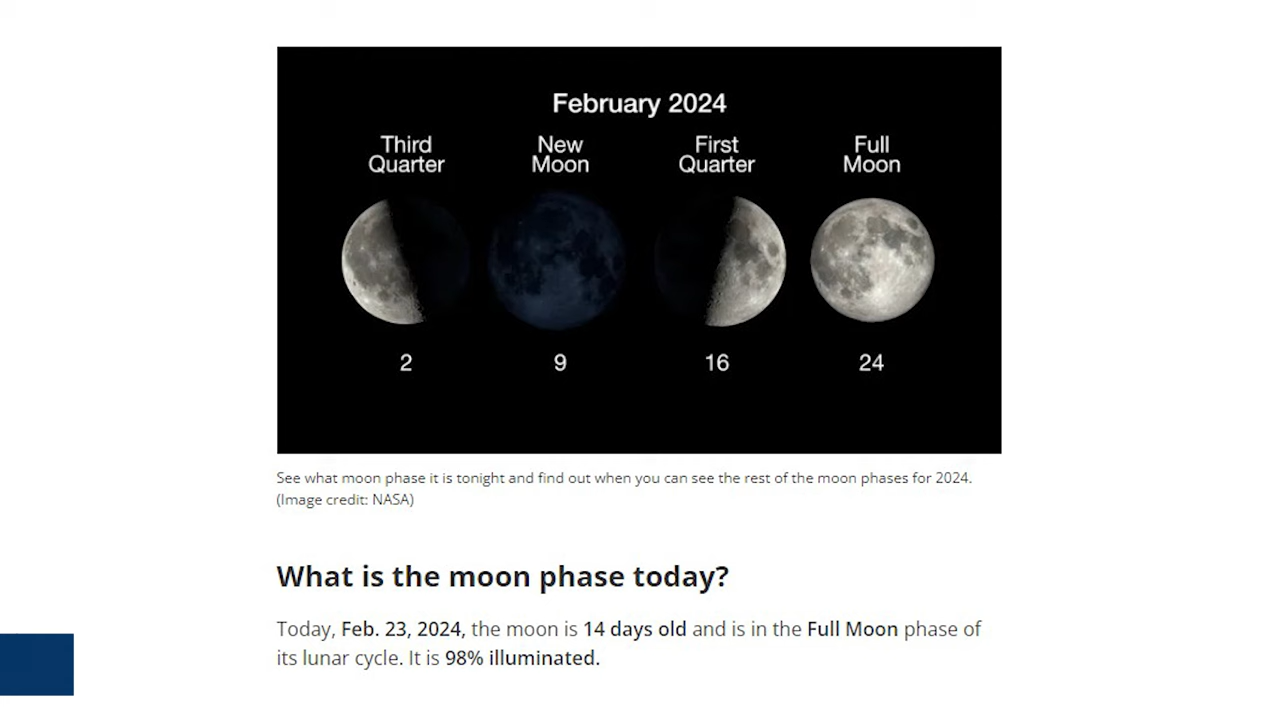 February 2024
Third Quarter
New Moon
First Quarter
Full Moon
2
9
16
24
See what moon phase it is tonight and find out when you can see the rest of the moon phases for 2024.
(Image credit: NASA)
What is the moon phase today?
Today, Feb. 23, 2024, the moon is 14 days old and is in the Full Moon phase of
its lunar cycle. It is 98% illuminated.